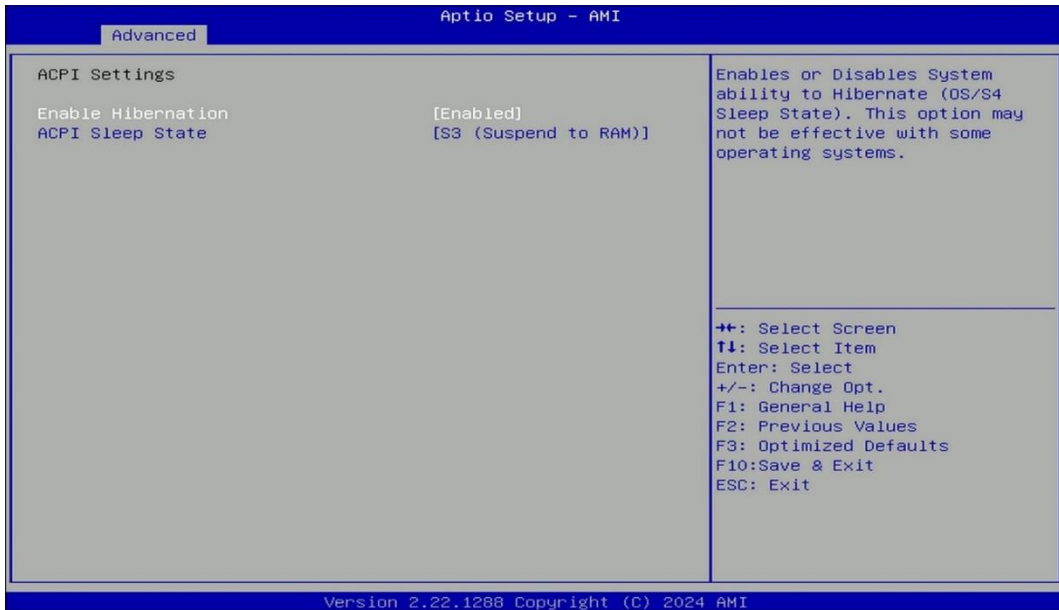 Aptio Setup - AMI
Advanced
ACPI Settings
Enable Hibernation [Enabled]
ACPI Sleep State [S3 (Suspend to RAM)]
Enables or Disables System
ability to Hibernate (OS/S4
Sleep State). This option may
not be effective with some
operating systems.
→←: Select Screen
↑↓: Select Item
Enter: Select
+/-: Change Opt.
F1: General Help
F2: Previous Values
F3: Optimized Defaults
F10:Save & Exit
ESC: Exit
Version 2.22.1288 Copyright (C) 2024 AMI